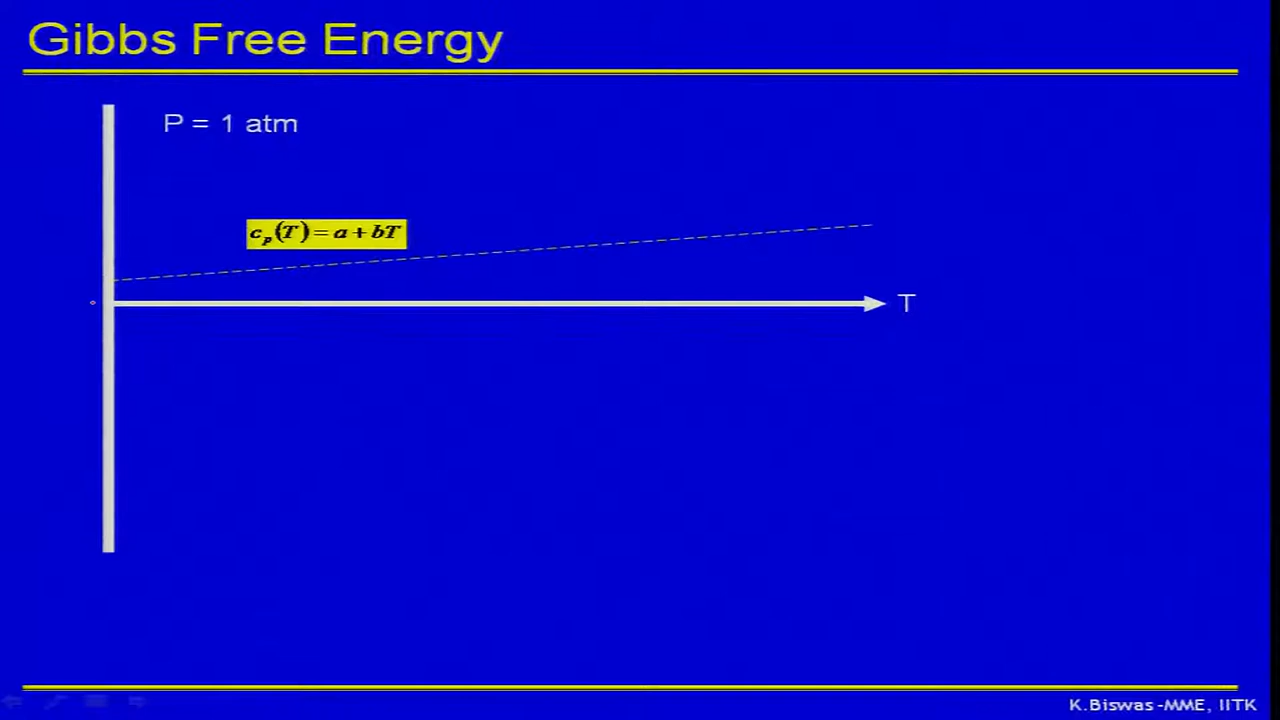 Gibbs Free Energy
P = 1 atm
c_p(T) = a + bT
T
K.Biswas -MME, IITK